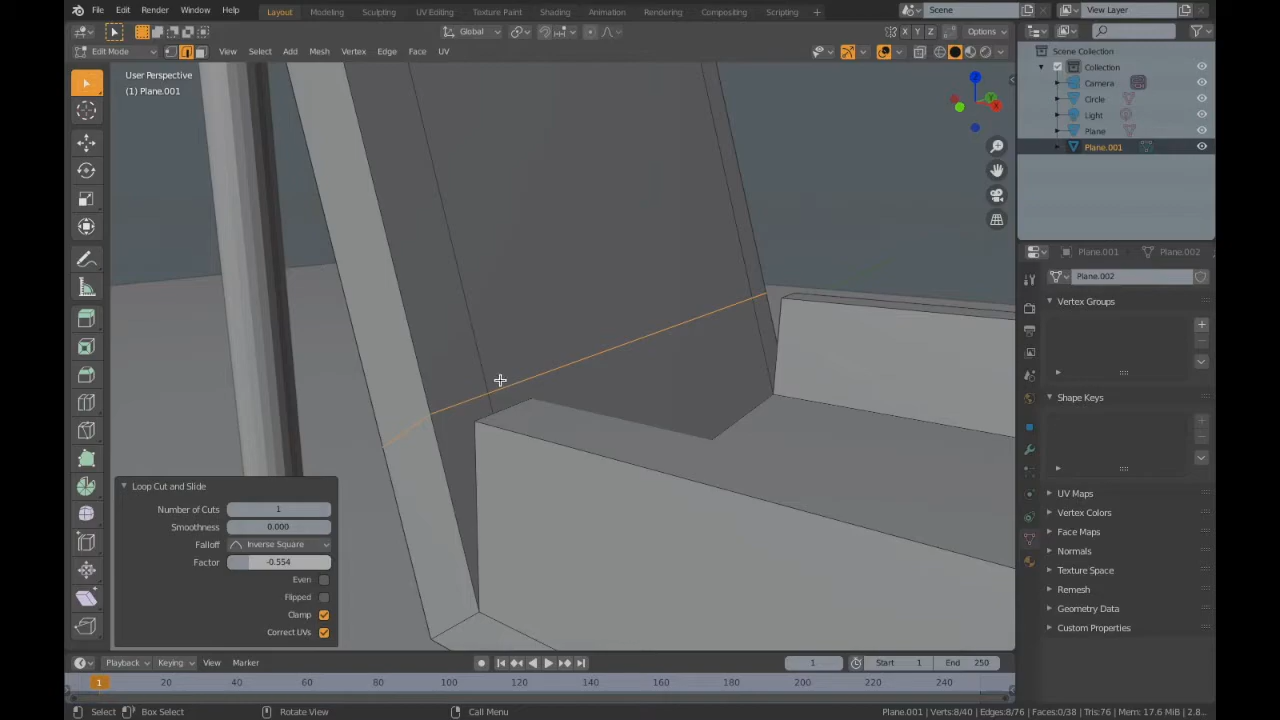 File Edit Render Window Help Layout Modeling Sculpting UV Editing Texture Paint Shading Animation Rendering Compositing Scripting + Scene View Layer
Global Options
Edit Mode View Select Add Mesh Vertex Edge Face UV X Y Z
User Perspective
(1) Plane.001
Scene Collection
Collection
Camera
Circle
Light
Plane
Plane.001
Z
Y
X
Plane.001 Plane.002
Plane.002
Vertex Groups
Shape Keys
UV Maps
Vertex Colors
Face Maps
Normals
Texture Space
Remesh
Geometry Data
Custom Properties
Loop Cut and Slide
Number of Cuts 1
Smoothness 0.000
Falloff Inverse Square
Factor -0.554
Even
Flipped
Clamp
Correct UVs
Playback Keying View Marker 1 Start 1 End 250
1 20 40 60 80 100 120 140 160 180 200 220 240
Select Box Select Rotate View Call Menu Plane.001 | Verts:8/40 | Edges:8/76 | Faces:0/38 | Tris:76 | Mem: 17.6 MiB | 2.8...